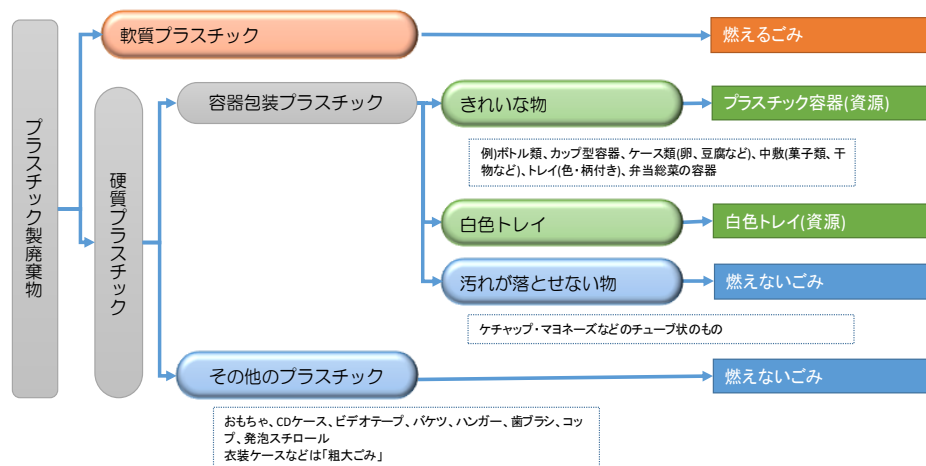 プラスチック製廃棄物
軟質プラスチック
燃えるごみ
硬質プラスチック
容器包装プラスチック
きれいな物
プラスチック容器(資源)
例)ボトル類、カップ型容器、ケース類(卵、豆腐など)、中敷(菓子類、干
物など)、トレイ(色・柄付き)、弁当総菜の容器
白色トレイ
白色トレイ(資源)
汚れが落とせない物
燃えないごみ
ケチャップ・マヨネーズなどのチューブ状のもの
その他のプラスチック
燃えないごみ
おもちゃ、CDケース、ビデオテープ、バケツ、ハンガー、歯ブラシ、コッ
プ、発泡スチロール
衣装ケースなどは「粗大ごみ」